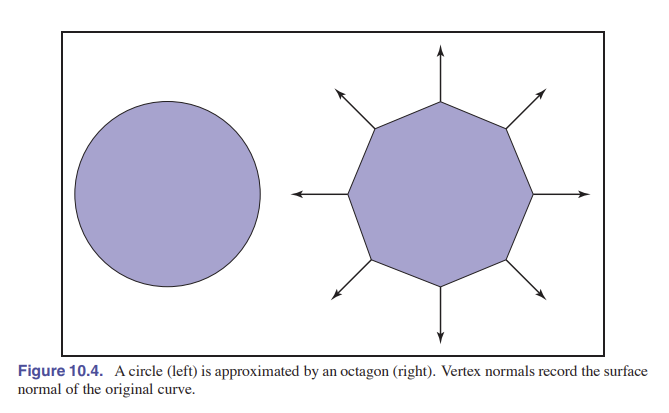 Figure 10.4. A circle (left) is approximated by an octagon (right). Vertex normals record the surface
normal of the original curve.